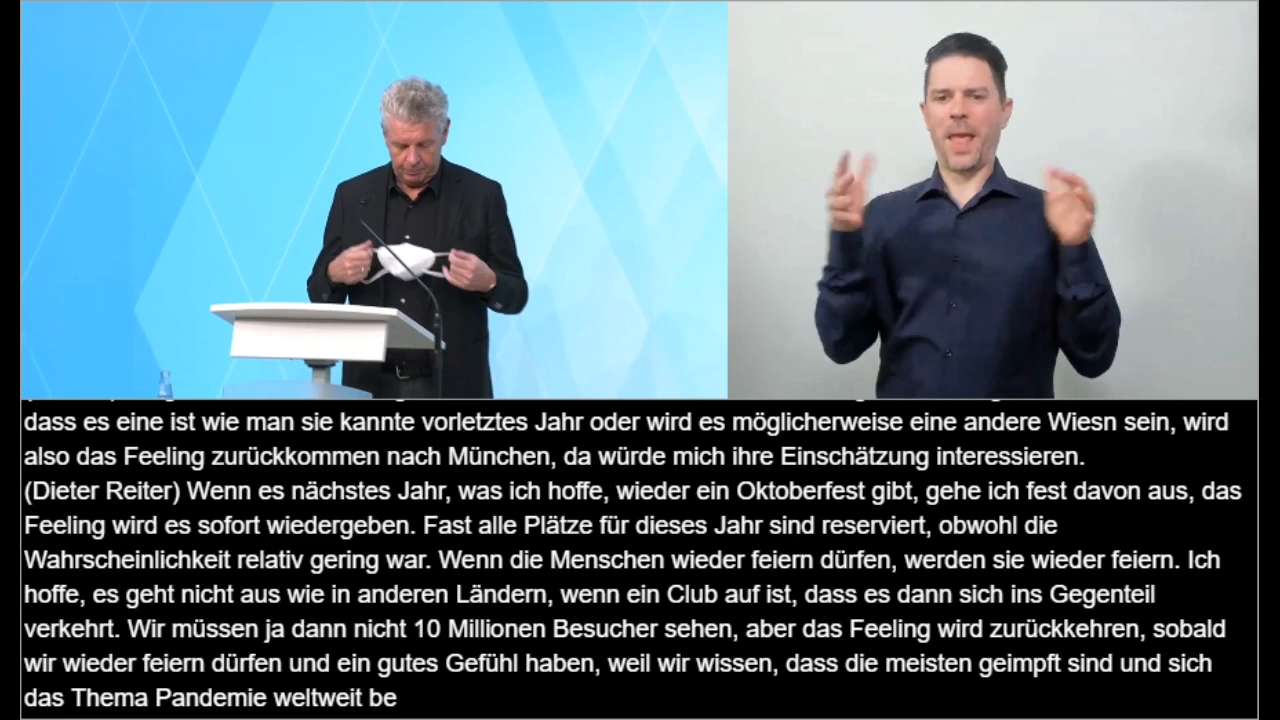 dass es eine ist wie man sie kannte vorletztes Jahr oder wird es möglicherweise eine andere Wiesn sein, wird
also das Feeling zurückkommen nach München, da würde mich ihre Einschätzung interessieren.
(Dieter Reiter) Wenn es nächstes Jahr, was ich hoffe, wieder ein Oktoberfest gibt, gehe ich fest davon aus, das
Feeling wird es sofort wiedergeben. Fast alle Plätze für dieses Jahr sind reserviert, obwohl die
Wahrscheinlichkeit relativ gering war. Wenn die Menschen wieder feiern dürfen, werden sie wieder feiern. Ich
hoffe, es geht nicht aus wie in anderen Ländern, wenn ein Club auf ist, dass es dann sich ins Gegenteil
verkehrt. Wir müssen ja dann nicht 10 Millionen Besucher sehen, aber das Feeling wird zurückkehren, sobald
wir wieder feiern dürfen und ein gutes Gefühl haben, weil wir wissen, dass die meisten geimpft sind und sich
das Thema Pandemie weltweit be